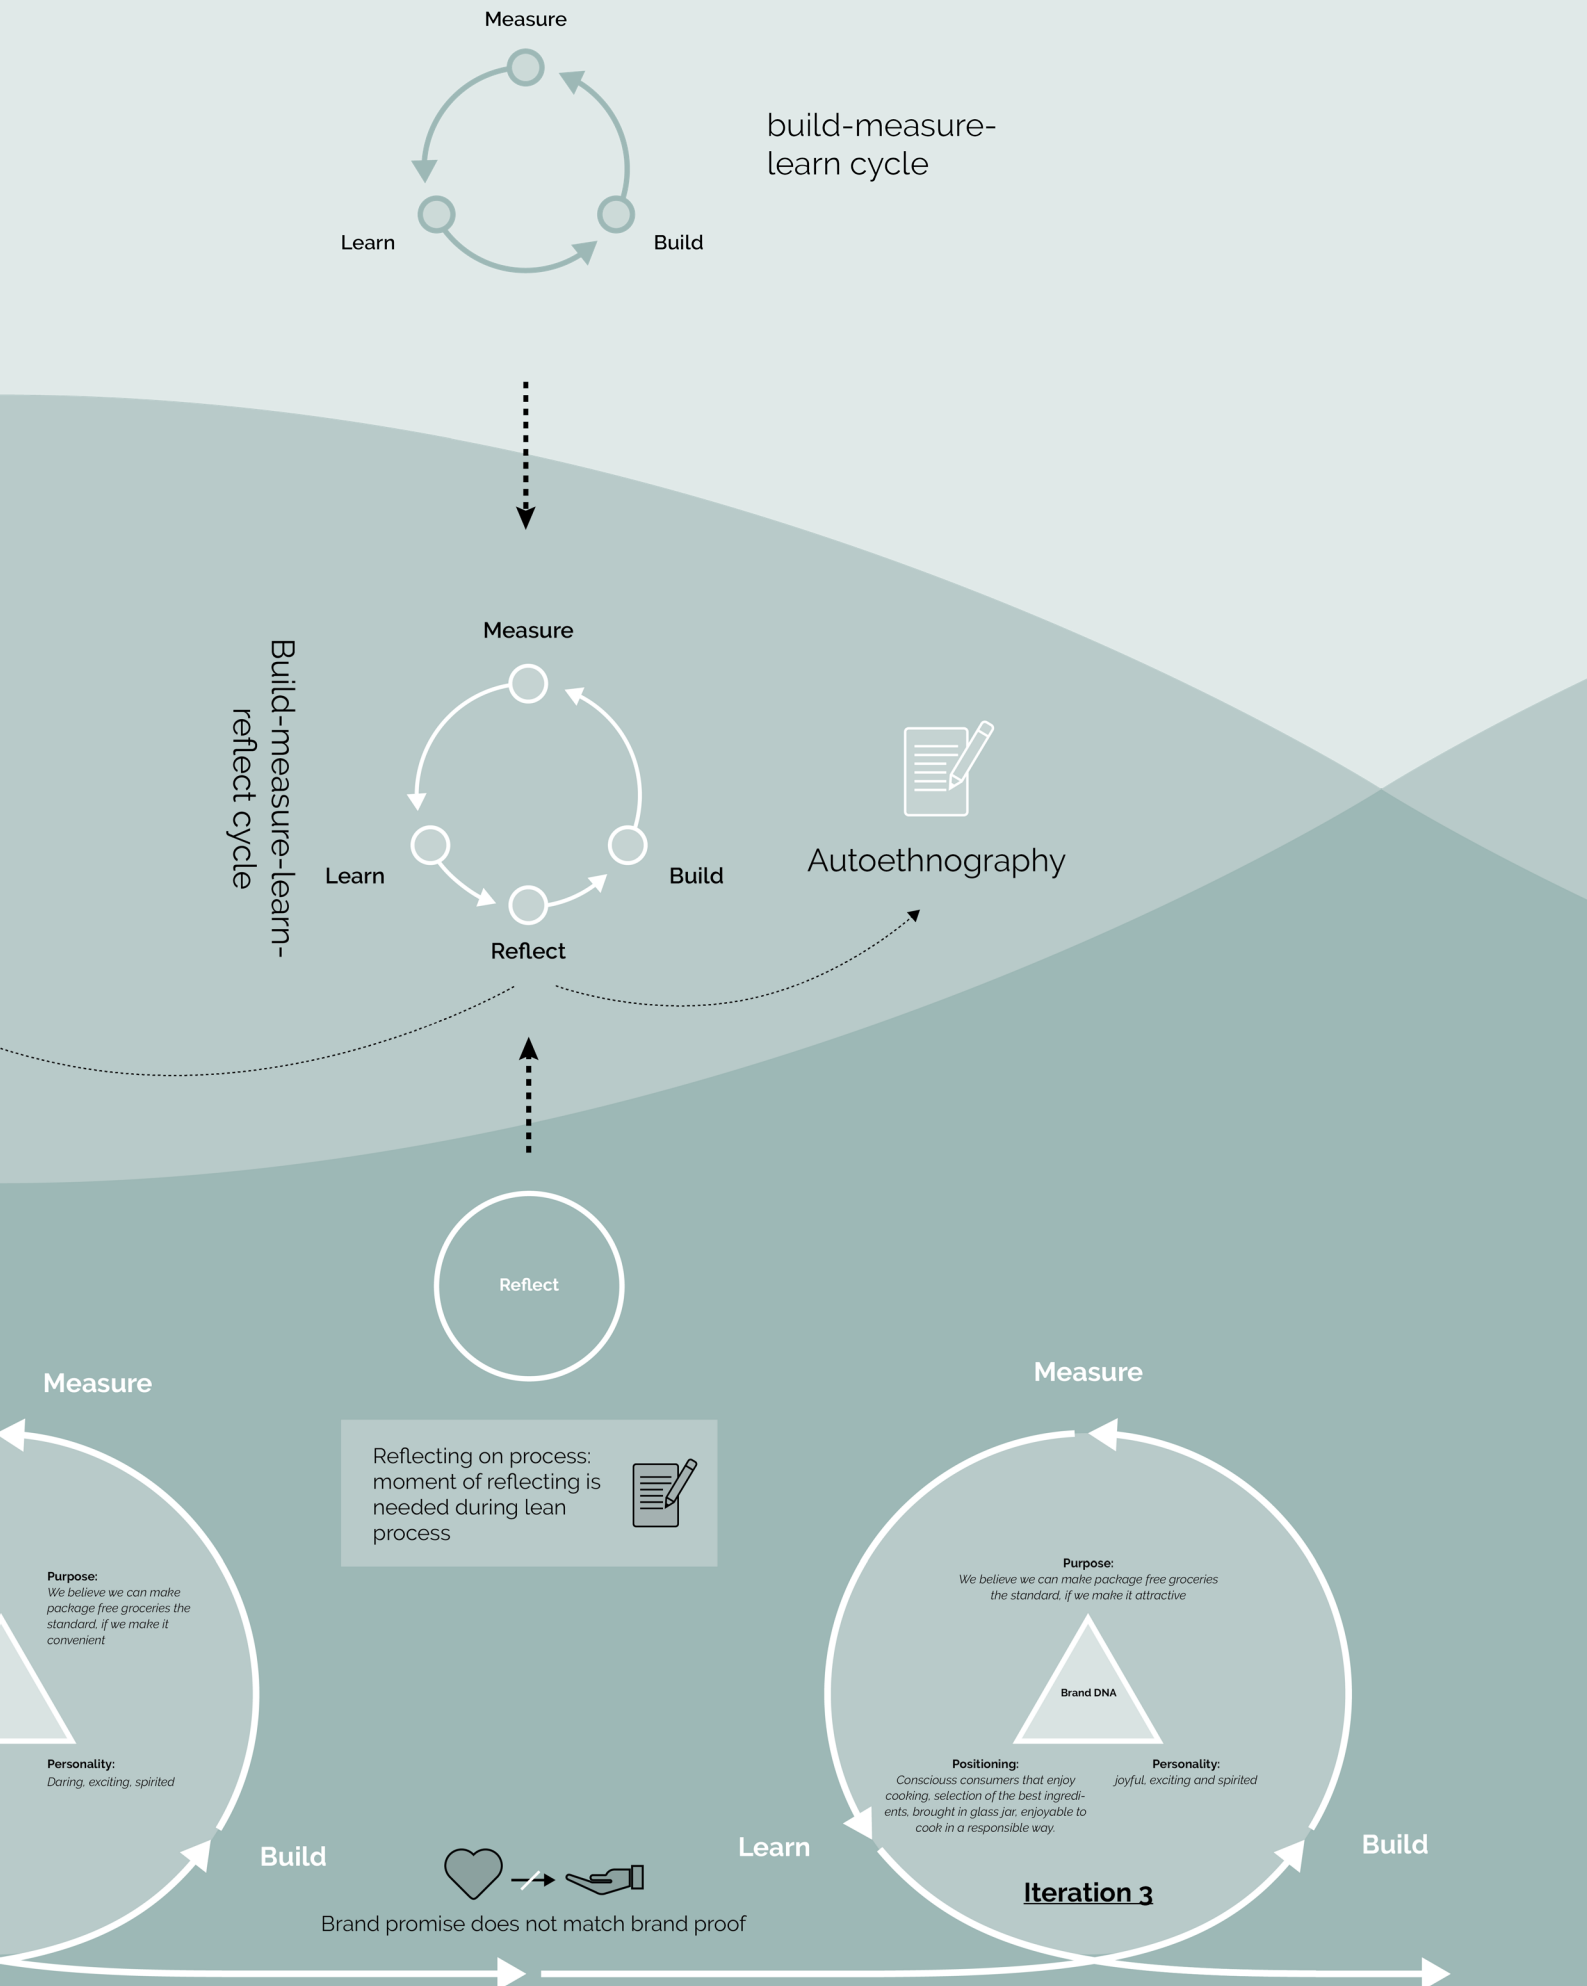 Measure
build-measure-
learn cycle
Learn
Build
Measure
Build-measure-learn-
reflect cycle
Learn
Build
Reflect
Autoethnography
Reflect
Measure
Measure
Reflecting on process:
moment of reflecting is
needed during lean
process
Purpose:
We believe we can make
package free groceries the
standard, if we make it
convenient
Personality:
Daring, exciting, spirited
Build
Brand promise does not match brand proof
Purpose:
We believe we can make package free groceries
the standard, if we make it attractive
Brand DNA
Positioning:
Consciouss consumers that enjoy
cooking, selection of the best ingredi-
ents, brought in glass jar, enjoyable to
cook in a responsible way.
Personality:
joyful, exciting and spirited
Learn
Build
Iteration 3